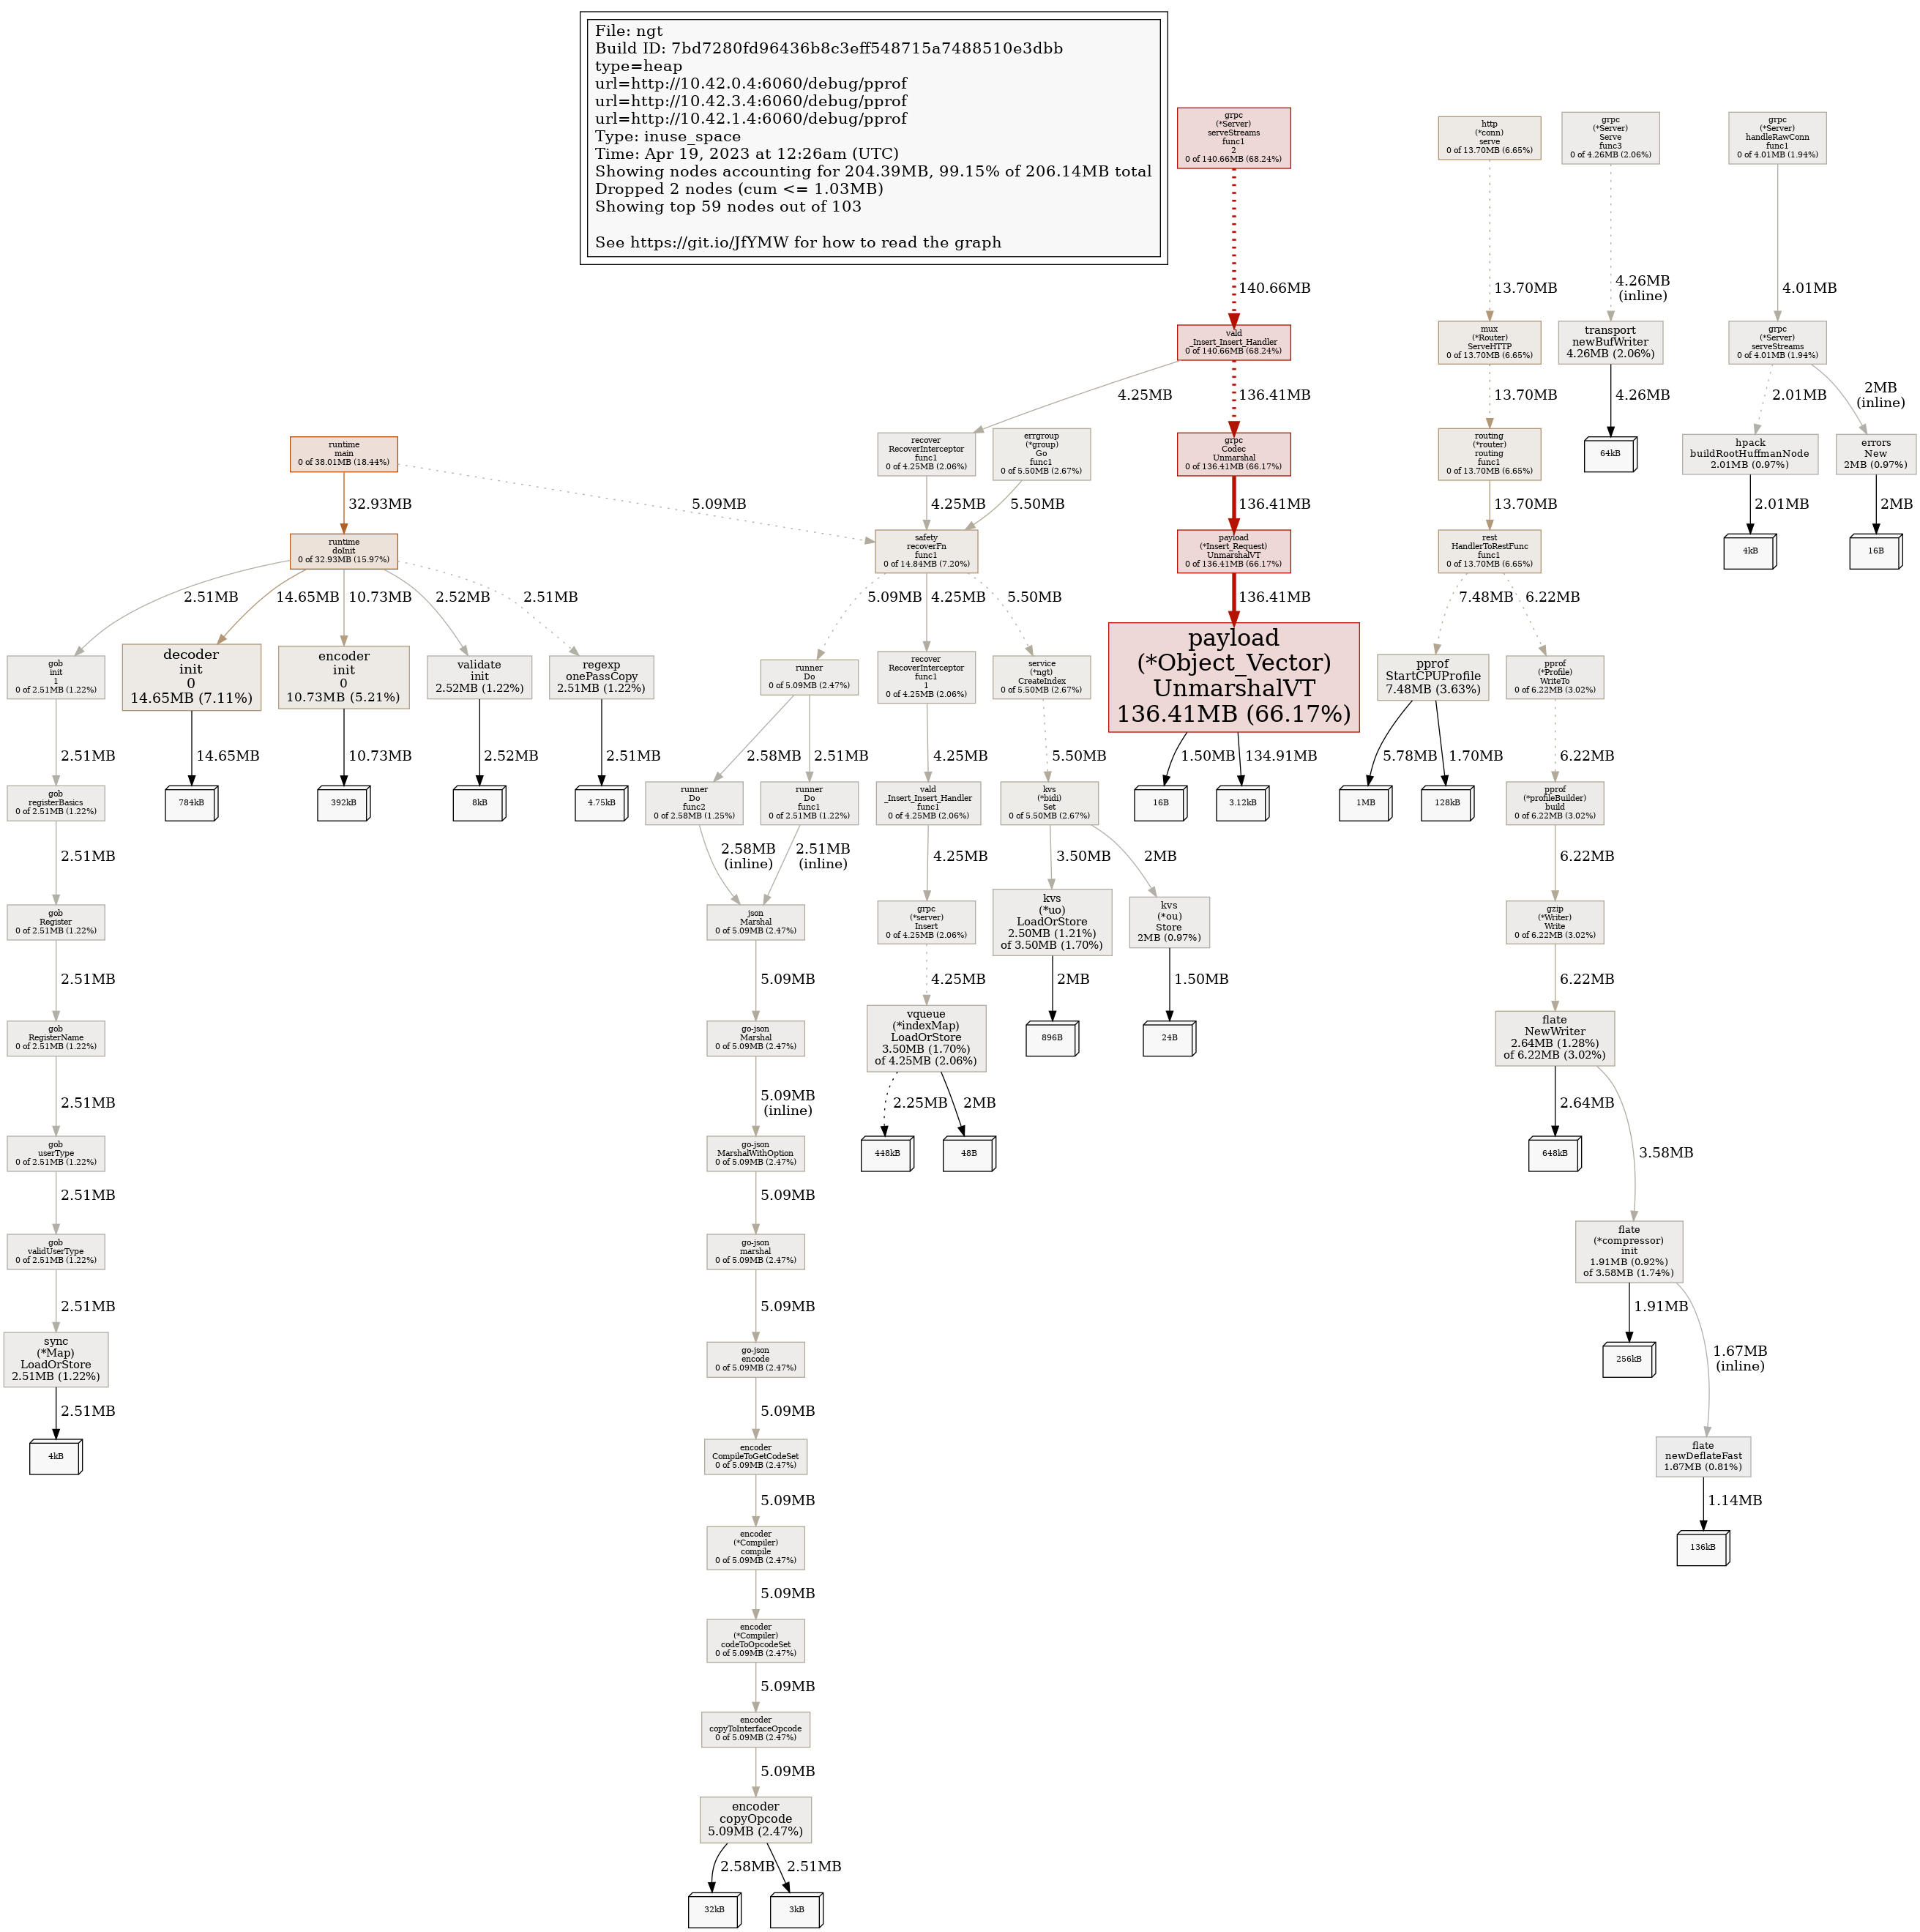 File: ngt
Build ID: 7bd7280fd96436b8c3eff548715a7488510e3dbb
type=heap
url=http://10.42.0.4:6060/debug/pprof
url=http://10.42.3.4:6060/debug/pprof
url=http://10.42.1.4:6060/debug/pprof
Type: inuse_space
Time: Apr 19, 2023 at 12:26am (UTC)
Showing nodes accounting for 204.39MB, 99.15% of 206.14MB total
Dropped 2 nodes (cum <= 1.03MB)
Showing top 59 nodes out of 103
See https://git.io/JfYMW for how to read the graph
grpc
(*Server)
serveStreams
func1
2
0 of 140.66MB (68.24%)
http
(*conn)
serve
0 of 13.70MB (6.65%)
grpc
(*Server)
Serve
func3
0 of 4.26MB (2.06%)
grpc
(*Server)
handleRawConn
func1
0 of 4.01MB (1.94%)
140.66MB
13.70MB
4.26MB
(inline)
4.01MB
vald
_Insert_Insert_Handler
0 of 140.66MB (68.24%)
mux
(*Router)
ServeHTTP
0 of 13.70MB (6.65%)
transport
newBufWriter
4.26MB (2.06%)
grpc
(*Server)
serveStreams
0 of 4.01MB (1.94%)
4.25MB
136.41MB
13.70MB
4.26MB
2.01MB
2MB
(inline)
runtime
main
0 of 38.01MB (18.44%)
recover
RecoverInterceptor
func1
0 of 4.25MB (2.06%)
errgroup
(*group)
Go
func1
0 of 5.50MB (2.67%)
grpc
Codec
Unmarshal
0 of 136.41MB (66.17%)
routing
(*router)
routing
func1
0 of 13.70MB (6.65%)
64kB
hpack
buildRootHuffmanNode
2.01MB (0.97%)
errors
New
2MB (0.97%)
32.93MB
5.09MB
4.25MB
5.50MB
136.41MB
13.70MB
2.01MB
2MB
runtime
doInit
0 of 32.93MB (15.97%)
safety
recoverFn
func1
0 of 14.84MB (7.20%)
payload
(*Insert_Request)
UnmarshalVT
0 of 136.41MB (66.17%)
rest
HandlerToRestFunc
func1
0 of 13.70MB (6.65%)
4kB
16B
2.51MB
14.65MB
10.73MB
2.52MB
2.51MB
5.09MB
4.25MB
5.50MB
136.41MB
7.48MB
6.22MB
gob
init
1
0 of 2.51MB (1.22%)
decoder
init
0
14.65MB (7.11%)
encoder
init
0
10.73MB (5.21%)
validate
init
2.52MB (1.22%)
regexp
onePassCopy
2.51MB (1.22%)
runner
Do
0 of 5.09MB (2.47%)
recover
RecoverInterceptor
func1
1
0 of 4.25MB (2.06%)
service
(*ngt)
CreateIndex
0 of 5.50MB (2.67%)
payload
(*Object_Vector)
UnmarshalVT
136.41MB (66.17%)
pprof
StartCPUProfile
7.48MB (3.63%)
pprof
(*Profile)
WriteTo
0 of 6.22MB (3.02%)
2.51MB
14.65MB
10.73MB
2.52MB
2.51MB
2.58MB
2.51MB
4.25MB
5.50MB
1.50MB
134.91MB
5.78MB
1.70MB
6.22MB
gob
registerBasics
0 of 2.51MB (1.22%)
784kB
392kB
8kB
4.75kB
runner
Do
func2
0 of 2.58MB (1.25%)
runner
Do
func1
0 of 2.51MB (1.22%)
vald
_Insert_Insert_Handler
func1
0 of 4.25MB (2.06%)
kvs
(*bidi)
Set
0 of 5.50MB (2.67%)
16B
3.12kB
1MB
128kB
pprof
(*profileBuilder)
build
0 of 6.22MB (3.02%)
2.51MB
2.58MB
(inline)
2.51MB
(inline)
4.25MB
3.50MB
2MB
6.22MB
gob
Register
0 of 2.51MB (1.22%)
json
Marshal
0 of 5.09MB (2.47%)
grpc
(*server)
Insert
0 of 4.25MB (2.06%)
kvs
(*uo)
LoadOrStore
2.50MB (1.21%)
of 3.50MB (1.70%)
kvs
(*ou)
Store
2MB (0.97%)
gzip
(*Writer)
Write
0 of 6.22MB (3.02%)
2.51MB
5.09MB
4.25MB
2MB
1.50MB
6.22MB
gob
RegisterName
0 of 2.51MB (1.22%)
go-json
Marshal
0 of 5.09MB (2.47%)
vqueue
(*indexMap)
LoadOrStore
3.50MB (1.70%)
of 4.25MB (2.06%)
896B
24B
flate
NewWriter
2.64MB (1.28%)
of 6.22MB (3.02%)
2.51MB
5.09MB
(inline)
2.25MB
2MB
2.64MB
3.58MB
gob
userType
0 of 2.51MB (1.22%)
go-json
MarshalWithOption
0 of 5.09MB (2.47%)
448kB
48B
648kB
2.51MB
5.09MB
gob
validUserType
0 of 2.51MB (1.22%)
go-json
marshal
0 of 5.09MB (2.47%)
flate
(*compressor)
init
1.91MB (0.92%)
of 3.58MB (1.74%)
2.51MB
5.09MB
1.91MB
1.67MB
(inline)
sync
(*Map)
LoadOrStore
2.51MB (1.22%)
go-json
encode
0 of 5.09MB (2.47%)
256kB
2.51MB
5.09MB
4kB
encoder
CompileToGetCodeSet
0 of 5.09MB (2.47%)
flate
newDeflateFast
1.67MB (0.81%)
5.09MB
1.14MB
encoder
(*Compiler)
compile
0 of 5.09MB (2.47%)
136kB
5.09MB
encoder
(*Compiler)
codeToOpcodeSet
0 of 5.09MB (2.47%)
5.09MB
encoder
copyToInterfaceOpcode
0 of 5.09MB (2.47%)
5.09MB
encoder
copyOpcode
5.09MB (2.47%)
2.58MB
2.51MB
32kB
3kB